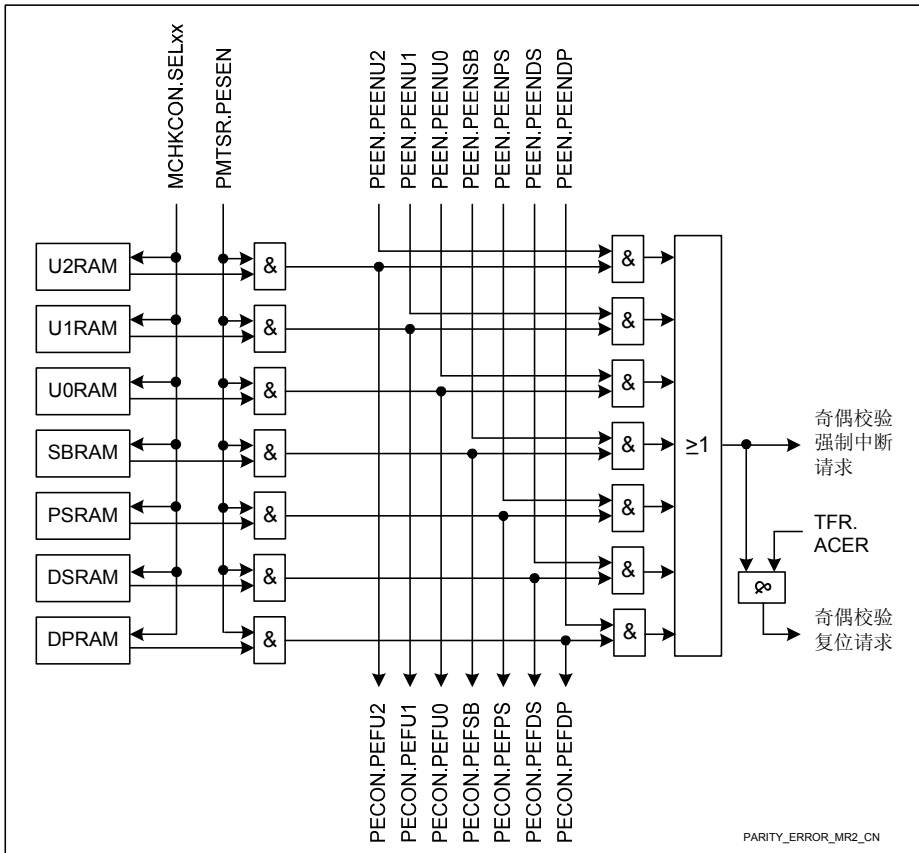 MCHKCON.SELxx
PMTSR.PESEN
PEEN.PEENU2
PEEN.PEENU1
PEEN.PEENU0
PEEN.PEENSB
PEEN.PEENPS
PEEN.PEENDS
PEEN.PEENDP
U2RAM
&
&
U1RAM
&
&
U0RAM
&
&
SBRAM
&
&
PSRAM
&
&
DSRAM
&
&
DPRAM
&
&
≥1
奇偶校验
强制中断
请求
TFR.
ACER
&
奇偶校验
复位请求
PECON.PEFU2
PECON.PEFU1
PECON.PEFU0
PECON.PEFSB
PECON.PEFPS
PECON.PEFDS
PECON.PEFDP
PARITY_ERROR_MR2_CN